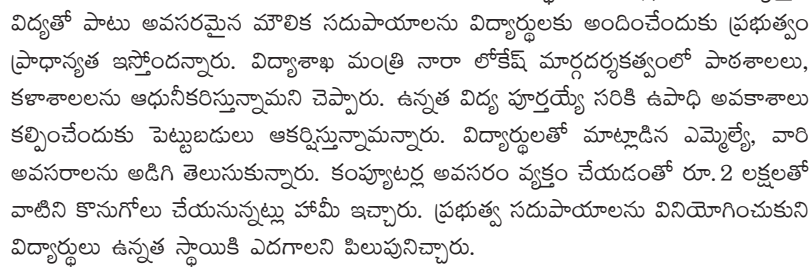 విద్యతో పాటు అవసరమైన మౌలిక సదుపాయాలను విద్యార్థులకు అందించేందుకు ప్రభుత్వం
ప్రాధాన్యత ఇస్తోందన్నారు. విద్యాశాఖ మంత్రి నారా లోకేష్ మార్గదర్శకత్వంలో పాఠశాలలు,
కళాశాలలను ఆధునీకరిస్తున్నామని చెప్పారు. ఉన్నత విద్య పూర్తయ్యే సరికి ఉపాధి అవకాశాలు
కల్పించేందుకు పెట్టుబడులు ఆకర్షిస్తున్నామన్నారు. విద్యార్థులతో మాట్లాడిన ఎమ్మెల్యే, వారి
అవసరాలను అడిగి తెలుసుకున్నారు. కంప్యూటర్ల అవసరం వ్యక్తం చేయడంతో రూ. 2 లక్షలతో
వాటిని కొనుగోలు చేయనున్నట్లు హామీ ఇచ్చారు. ప్రభుత్వ సదుపాయాలను వినియోగించుకుని
విద్యార్థులు ఉన్నత స్థాయికి ఎదగాలని పిలుపునిచ్చారు.